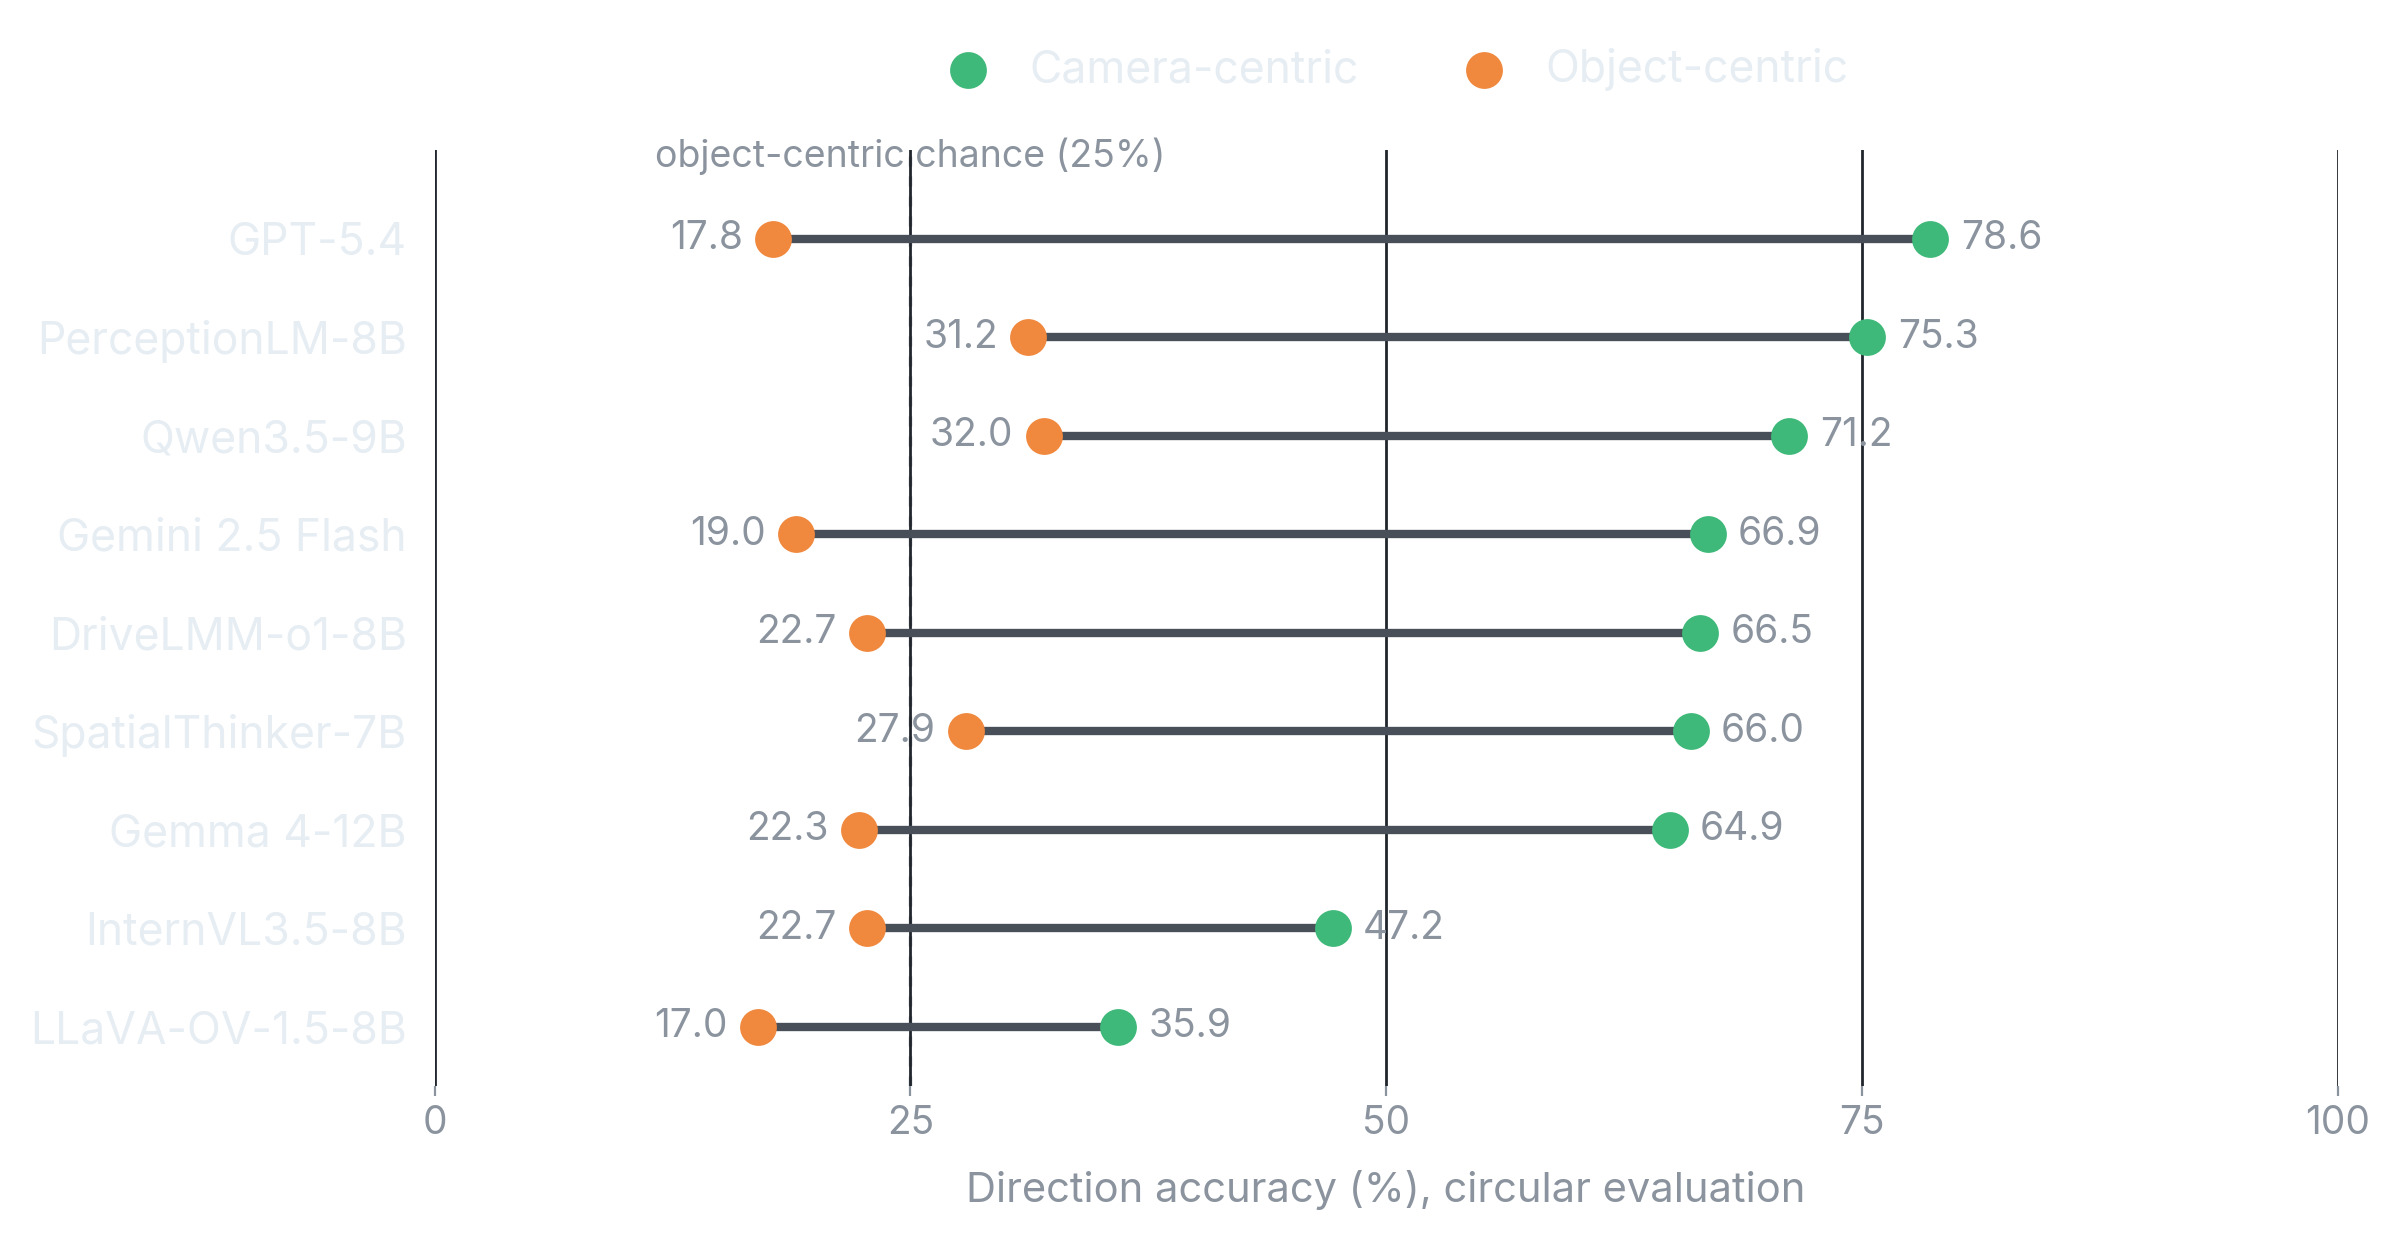 Camera-centric Object-centric
object-centric chance (25%)
GPT-5.4 17.8 78.6
PerceptionLM-8B 31.2 75.3
Qwen3.5-9B 32.0 71.2
Gemini 2.5 Flash 19.0 66.9
DriveLMM-o1-8B 22.7 66.5
SpatialThinker-7B 27.9 66.0
Gemma 4-12B 22.3 64.9
InternVL3.5-8B 22.7 47.2
LLaVA-OV-1.5-8B 17.0 35.9
0 25 50 75 100
Direction accuracy (%), circular evaluation